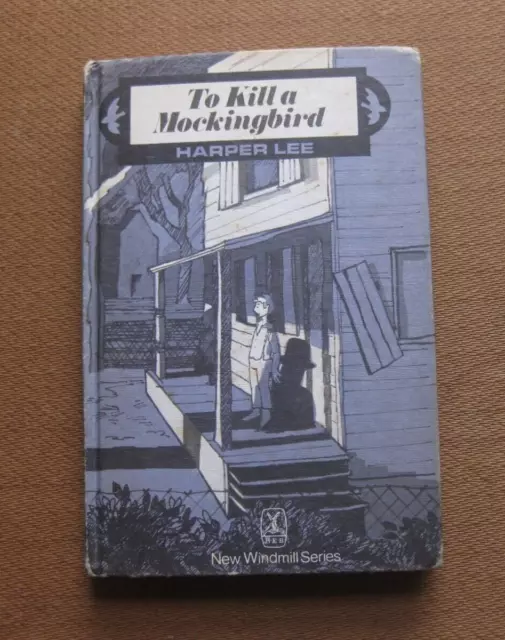 To Kill a
Mockingbird
HARPER LEE
HEB
New Windmill Series